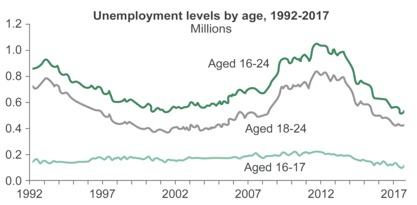 Unemployment levels by age, 1992-2017
Millions
1.2
1.0
0.8
0.6
0.4
0.2
0.0
Aged 16-24
Aged 18-24
Aged 16-17
1992 1997 2002 2007 2012 2017